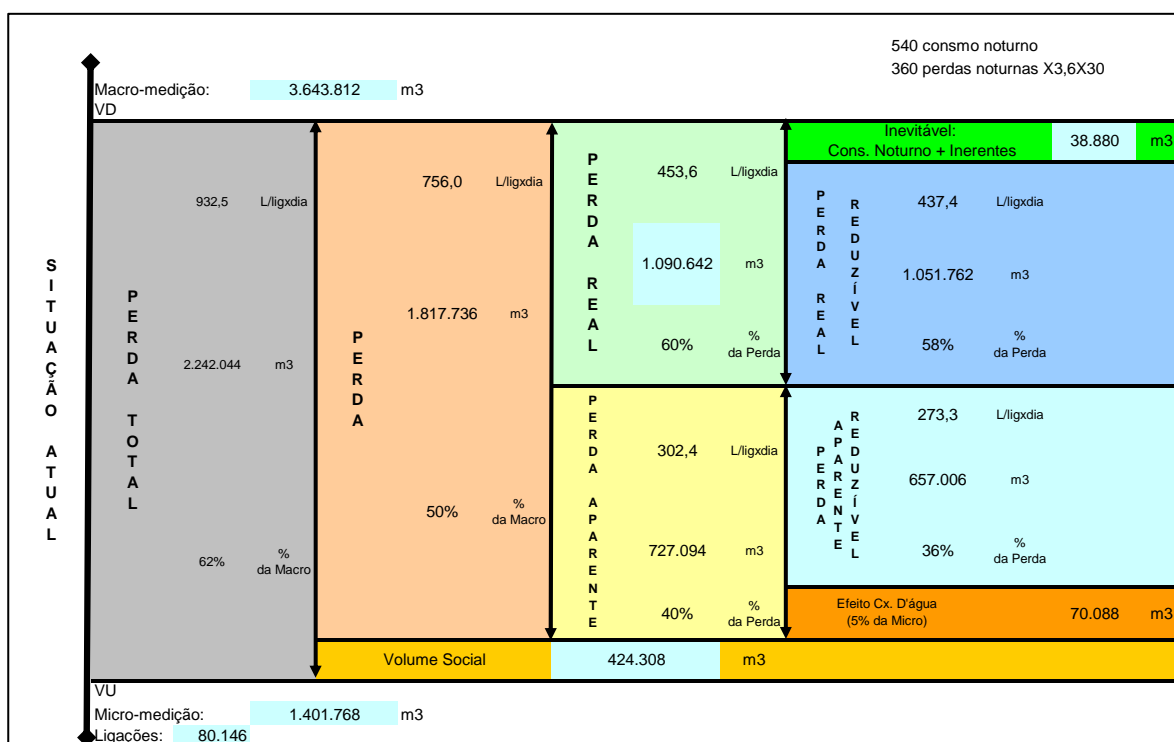 540 consmo noturno
360 perdas noturnas X3,6X30
Macro-medição: 3.643.812 m3
VD
SITUAÇÃO ATUAL
PERDA TOTAL
932,5 L/ligxdia
2.242.044 m3
62% % da Macro
PERDA
756,0 L/ligxdia
1.817.736 m3
50% % da Macro
PERDA REAL
453,6 L/ligxdia
1.090.642 m3
60% % da Perda
Inevitável:
Cons. Noturno + Inerentes
38.880 m3
PERDA REAL
REDUZÍVEL
437,4 L/ligxdia
1.051.762 m3
58% % da Perda
PERDA APARENTE
302,4 L/ligxdia
727.094 m3
40% % da Perda
PERDA
APARENTE
REDUZÍVEL
273,3 L/ligxdia
657.006 m3
36% % da Perda
Efeito Cx. D'água
(5% da Micro)
70.088 m3
Volume Social 424.308 m3
VU
Micro-medição: 1.401.768 m3
Ligações: 80.146